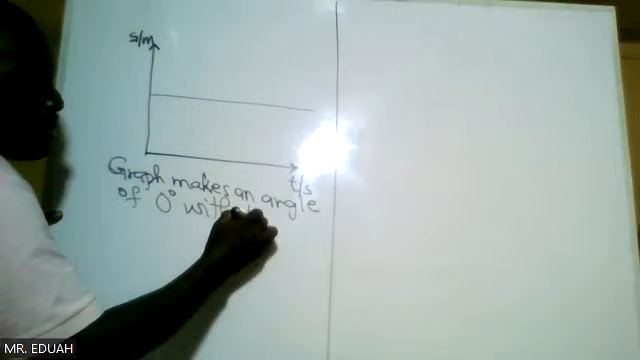 s/m
t/s
Graph makes an angle
of 0° with
MR. EDUAH